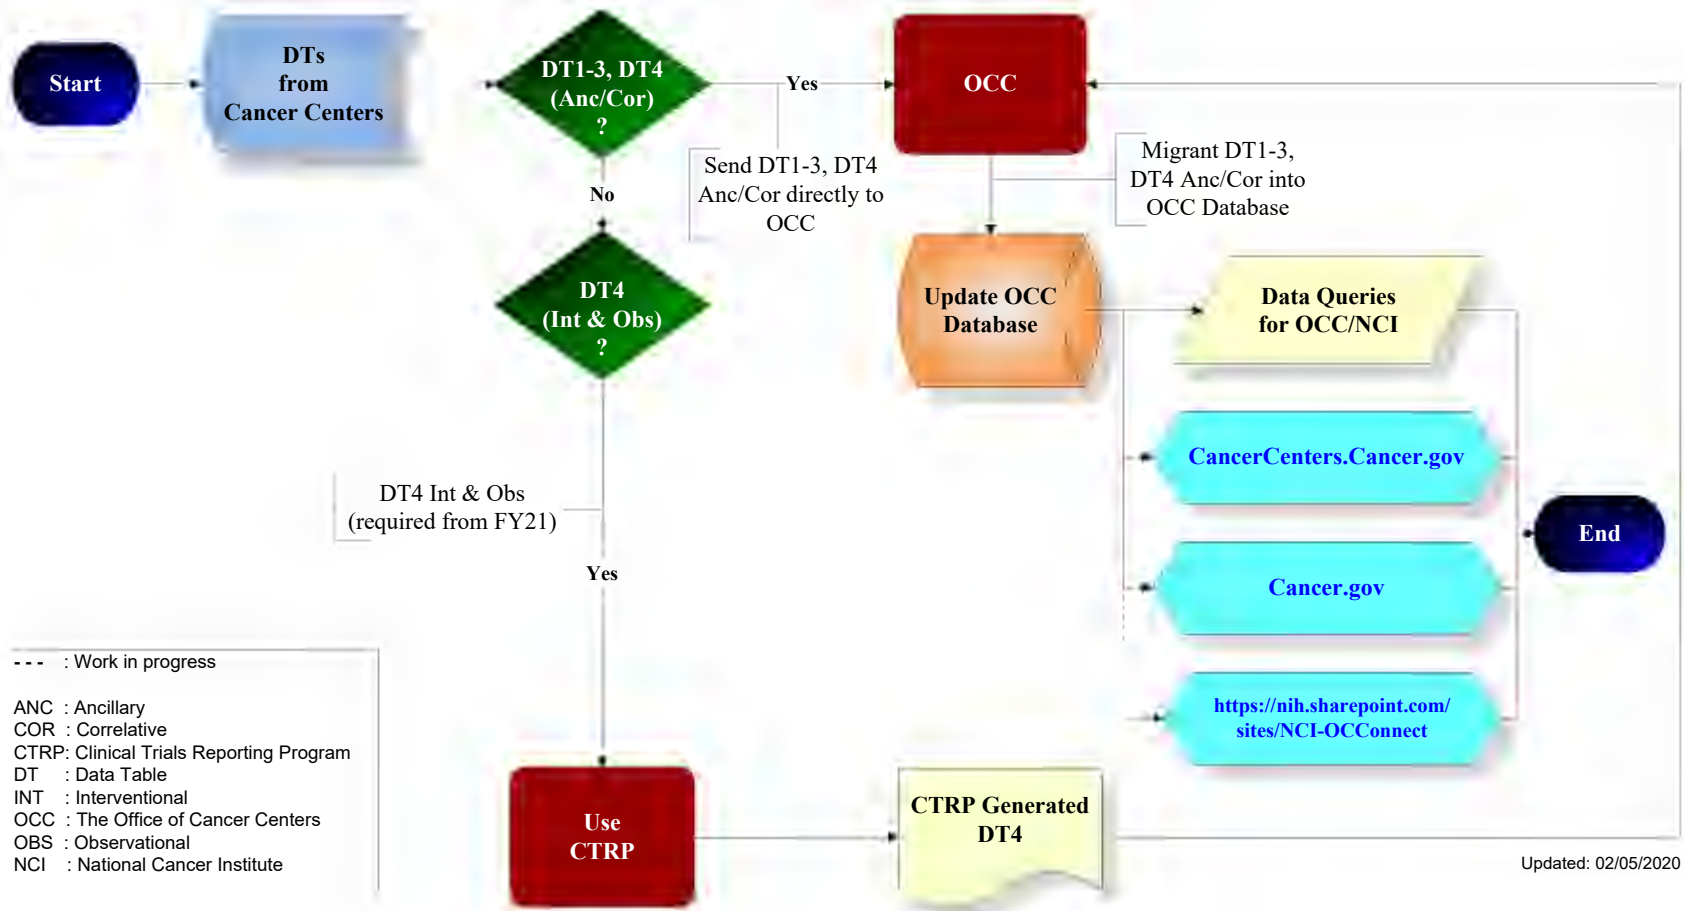 Start
DTs
from
Cancer Centers
DT1-3, DT4
(Anc/Cor)
?
Yes
OCC
Send DT1-3, DT4
Anc/Cor directly to
OCC
Migrant DT1-3,
DT4 Anc/Cor into
OCC Database
No
DT4
(Int & Obs)
?
Update OCC
Database
Data Queries
for OCC/NCI
CancerCenters.Cancer.gov
DT4 Int & Obs
(required from FY21)
End
Yes
Cancer.gov
https://nih.sharepoint.com/
sites/NCI-OCConnect
Use
CTRP
CTRP Generated
DT4
--- : Work in progress
ANC : Ancillary
COR : Correlative
CTRP: Clinical Trials Reporting Program
DT : Data Table
INT : Interventional
OCC : The Office of Cancer Centers
OBS : Observational
NCI : National Cancer Institute
Updated: 02/05/2020